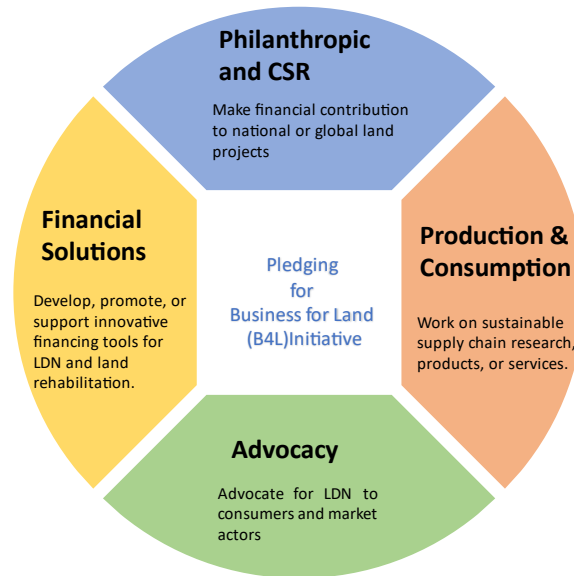 Philanthropic
and CSR
Make financial contribution
to national or global land
projects
Financial
Solutions
Develop, promote, or
support innovative
financing tools for
LDN and land
rehabilitation.
Pledging
for
Business for Land
(B4L)Initiative
Production &
Consumption
Work on sustainable
supply chain research,
products, or services.
Advocacy
Advocate for LDN to
consumers and market
actors